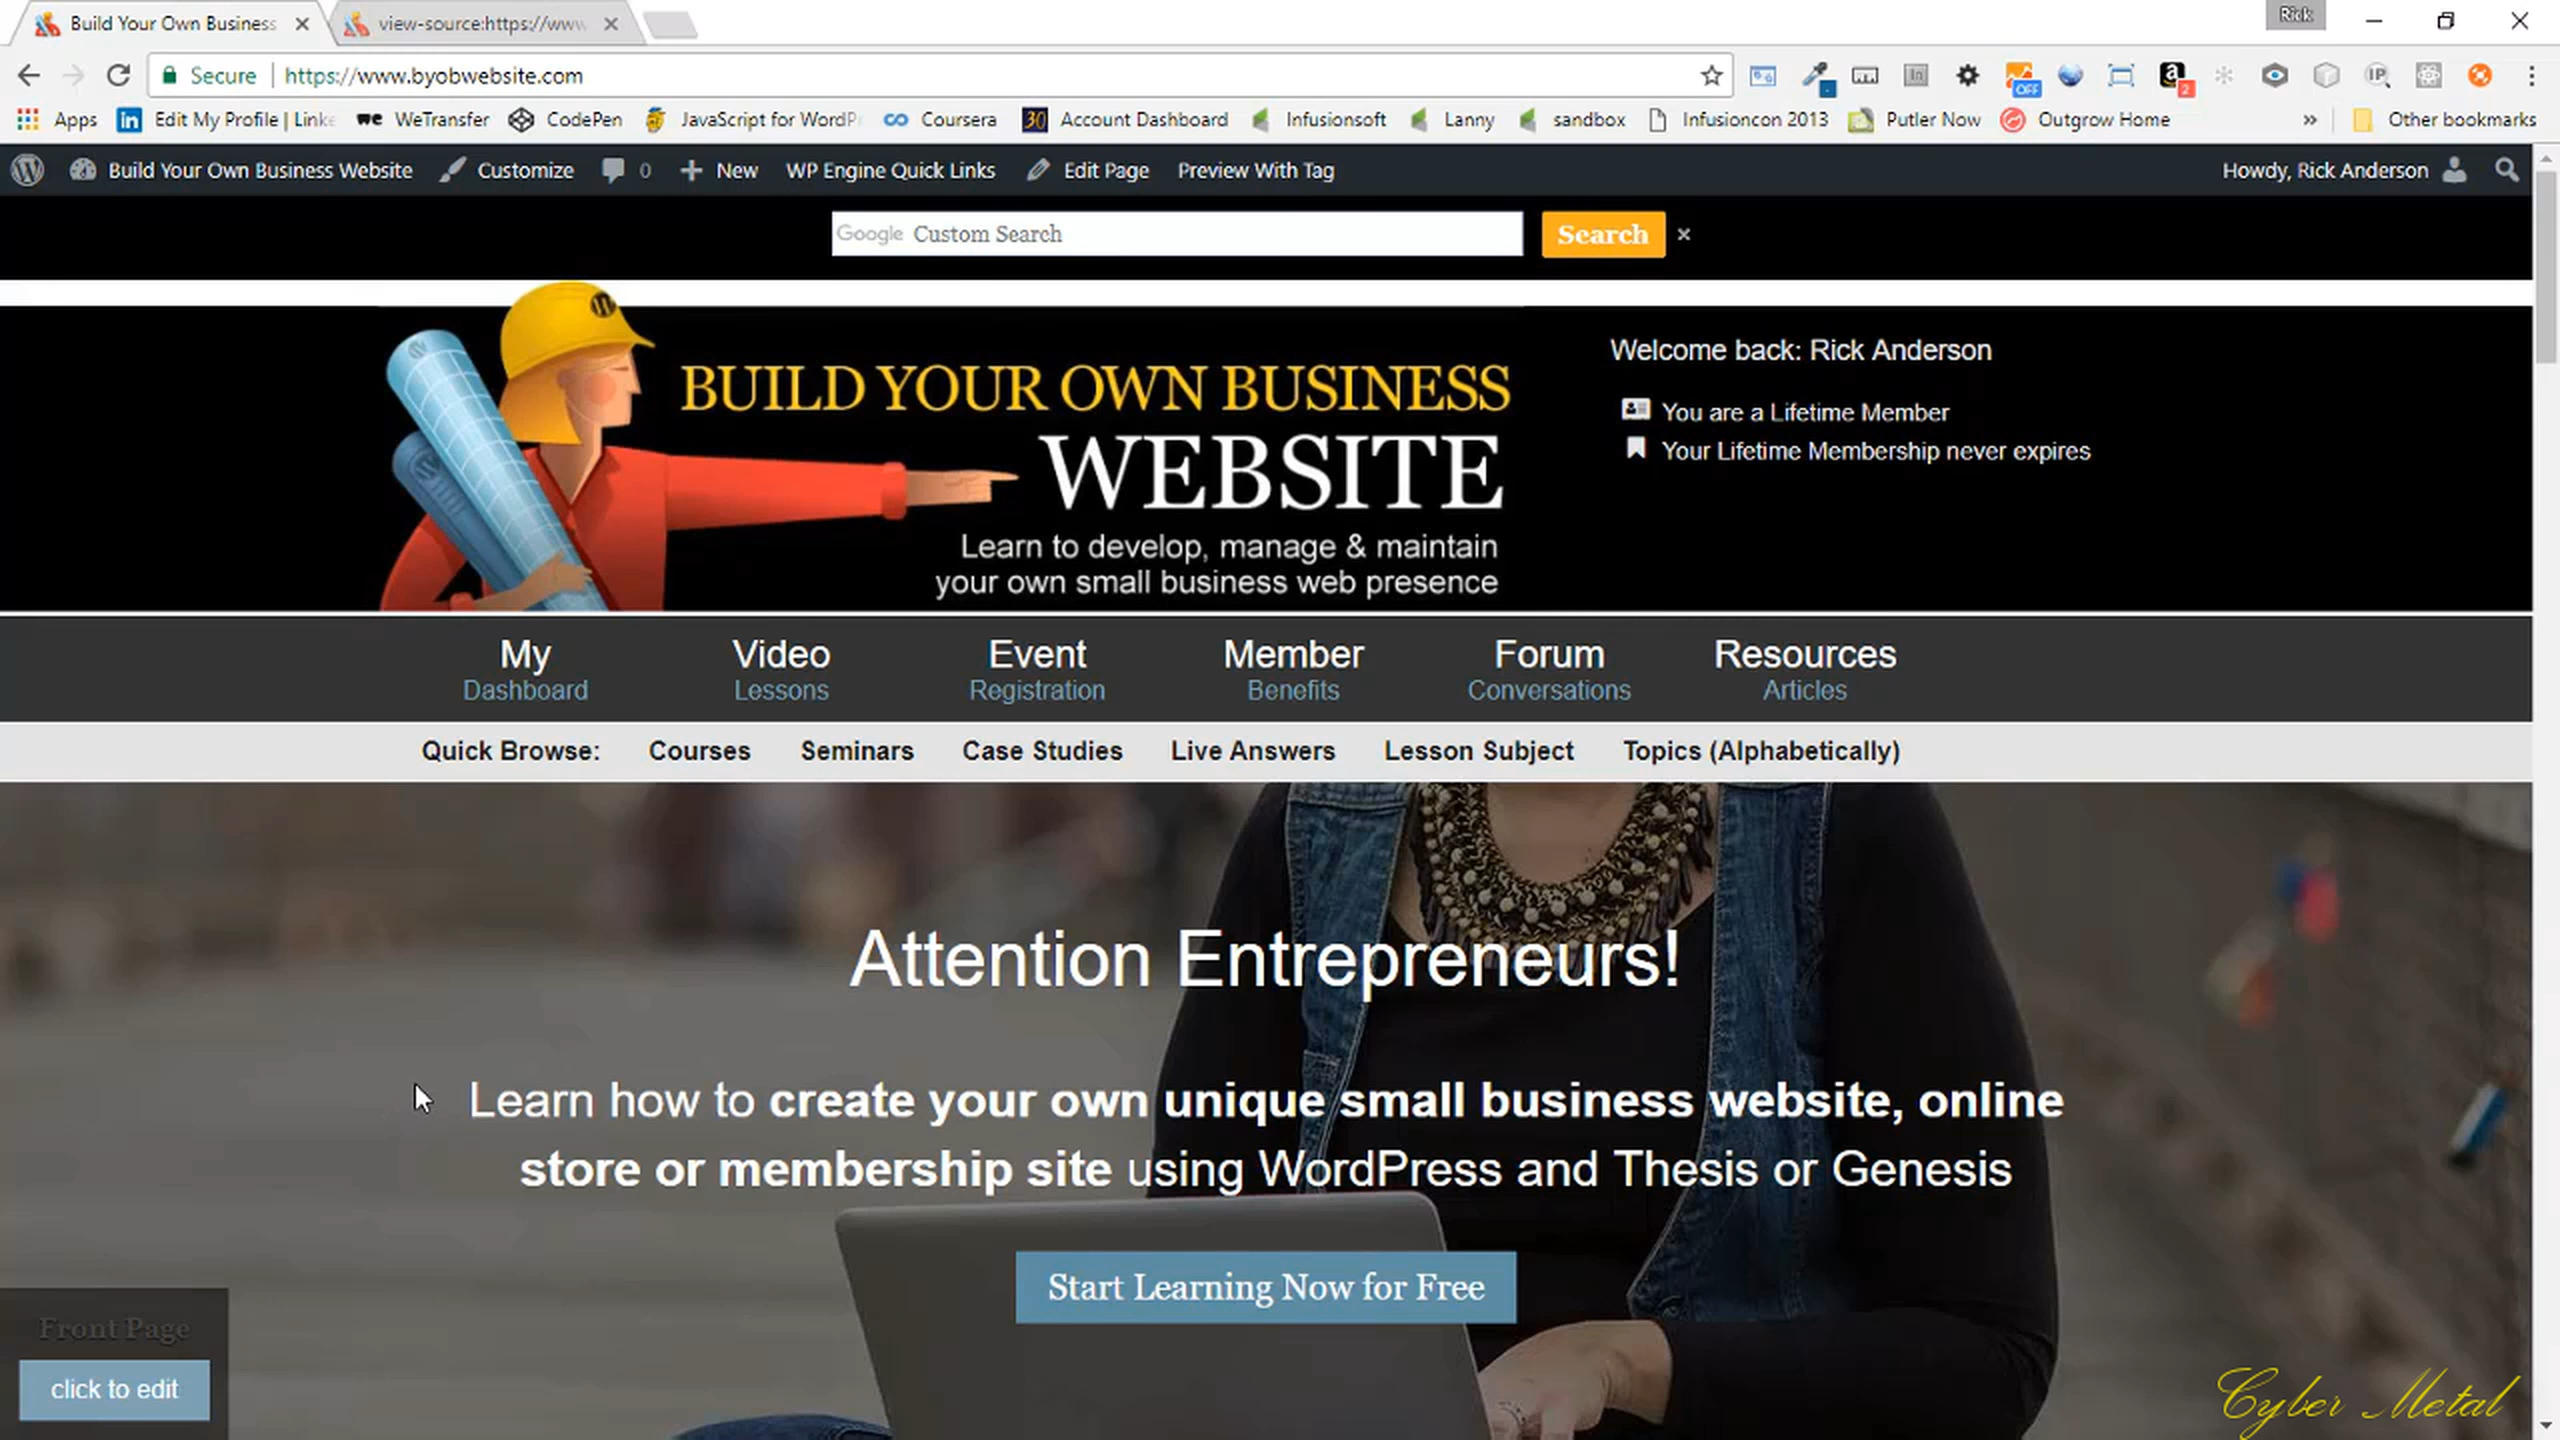 Build Your Own Business
view-source:https://www
Rick
Secure
https://www.byobwebsite.com
OFF
2
Apps
Edit My Profile | Linke
WeTransfer
CodePen
JavaScript for WordP
Coursera
30
Account Dashboard
Infusionsoft
Lanny
sandbox
Infusioncon 2013
Putler Now
Outgrow Home
»
Other bookmarks
Build Your Own Business Website
Customize
0
New
WP Engine Quick Links
Edit Page
Preview With Tag
Howdy, Rick Anderson
Google Custom Search
Search
×
BUILD YOUR OWN BUSINESS
WEBSITE
Learn to develop, manage & maintain
your own small business web presence
Welcome back: Rick Anderson
You are a Lifetime Member
Your Lifetime Membership never expires
My
Dashboard
Video
Lessons
Event
Registration
Member
Benefits
Forum
Conversations
Resources
Articles
Quick Browse:
Courses
Seminars
Case Studies
Live Answers
Lesson Subject
Topics (Alphabetically)
Attention Entrepreneurs!
Learn how to create your own unique small business website, online
store or membership site using WordPress and Thesis or Genesis
Start Learning Now for Free
Front Page
click to edit
Cyber Metal